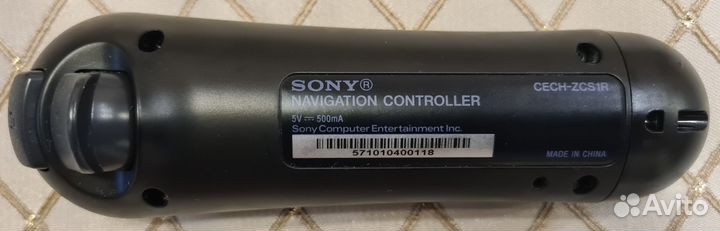 SONY®
NAVIGATION CONTROLLER
CECH-ZCS1R
5V ⎓ 500mA
Sony Computer Entertainment Inc.
571010400118
MADE IN CHINA
Avito